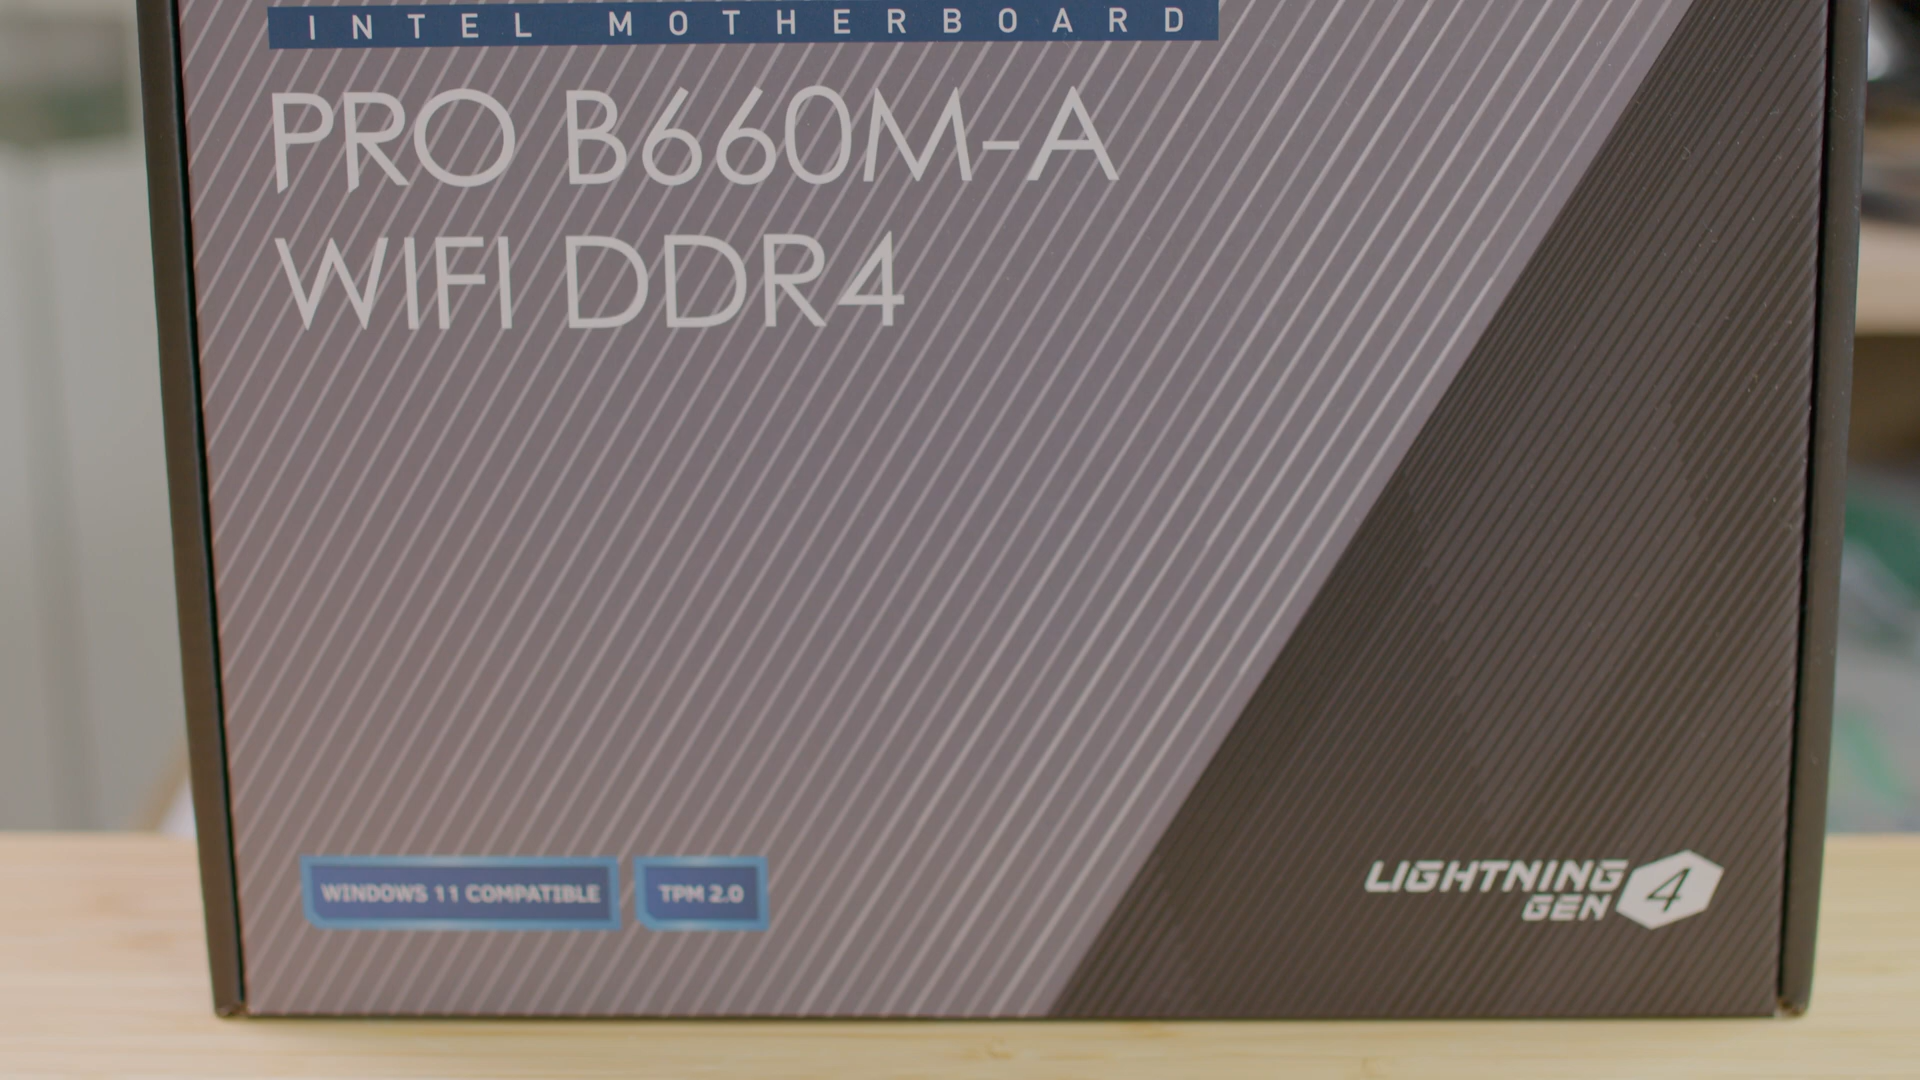 INTEL MOTHERBOARD
PRO B660M-A
WIFI DDR4
WINDOWS 11 COMPATIBLE
TPM 2.0
LIGHTNING
GEN 4